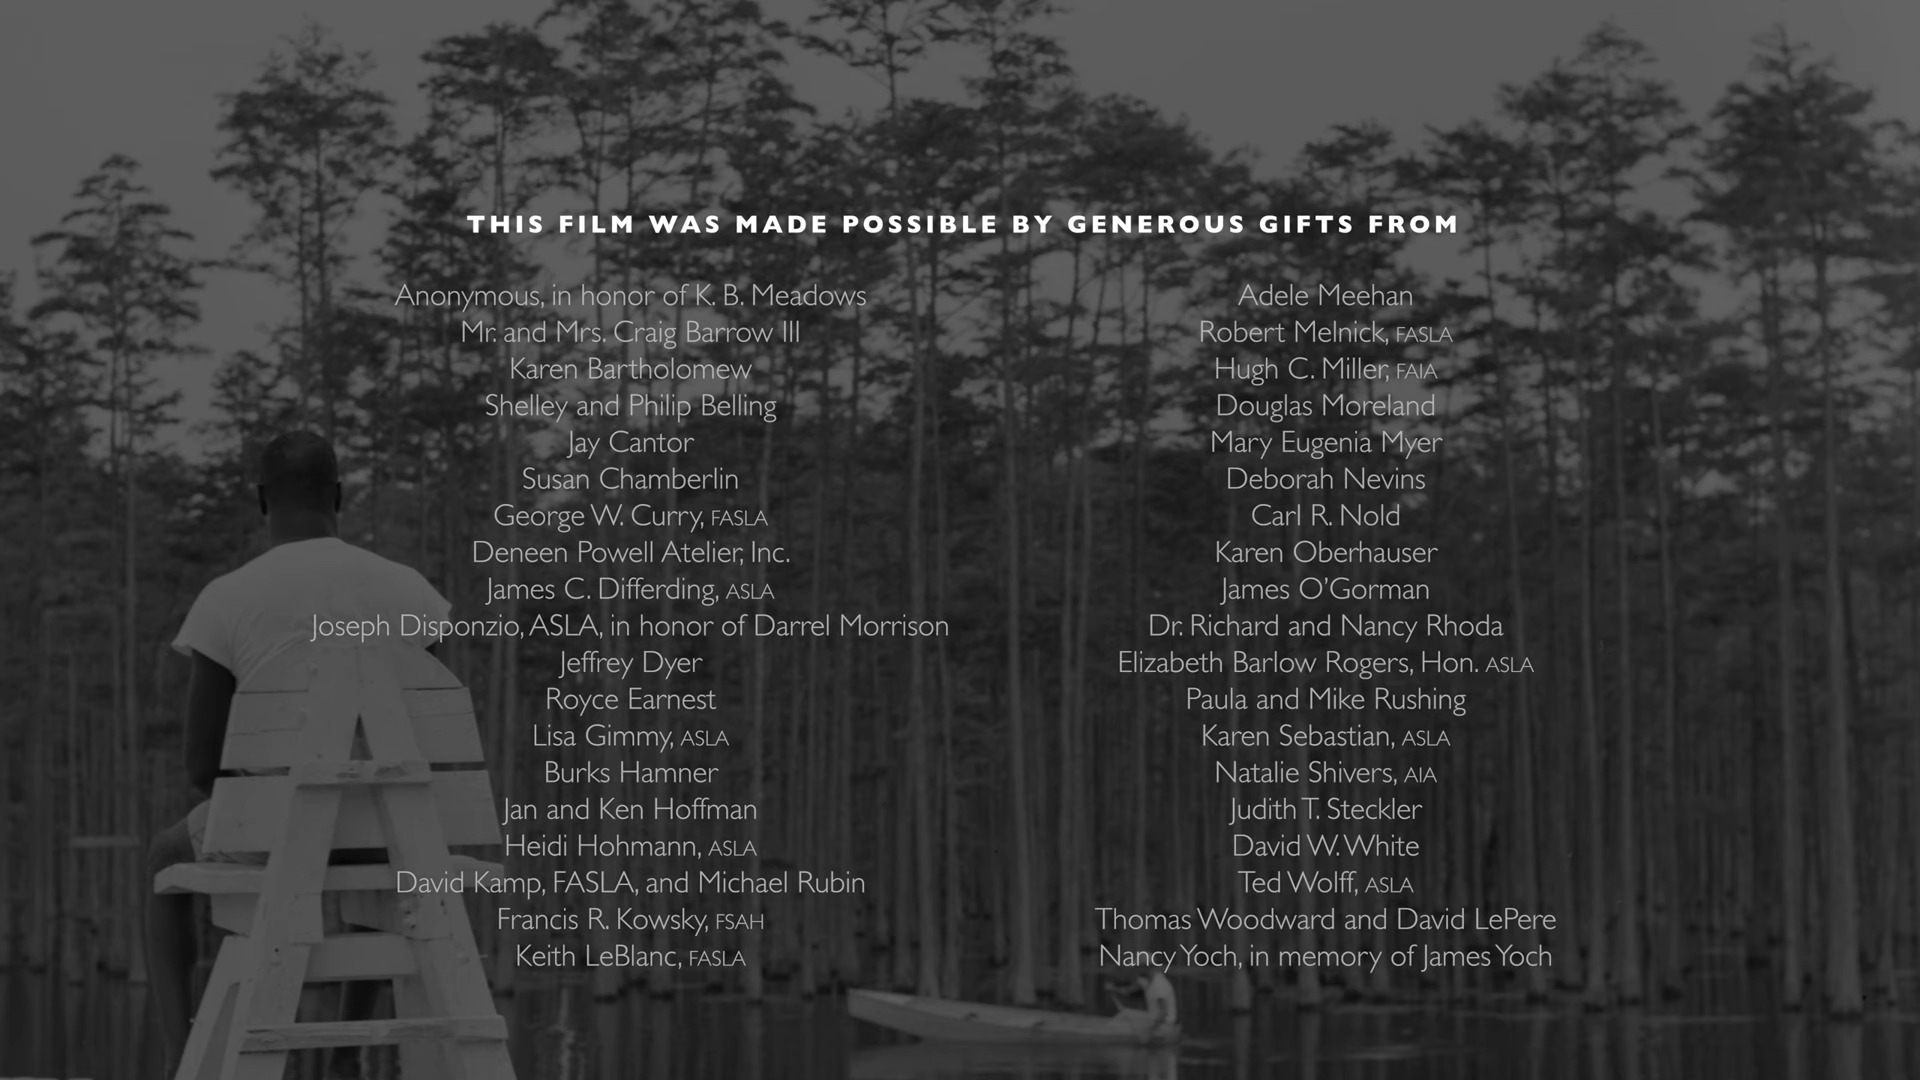 THIS FILM WAS MADE POSSIBLE BY GENEROUS GIFTS FROM
Anonymous, in honor of K. B. Meadows
Mr. and Mrs. Craig Barrow III
Karen Bartholomew
Shelley and Philip Belling
Jay Cantor
Susan Chamberlin
George W. Curry, FASLA
Deneen Powell Atelier, Inc.
James C. Differding, ASLA
Joseph Disponzio, ASLA, in honor of Darrel Morrison
Jeffrey Dyer
Royce Earnest
Lisa Gimmy, ASLA
Burks Hamner
Jan and Ken Hoffman
Heidi Hohmann, ASLA
David Kamp, FASLA, and Michael Rubin
Francis R. Kowsky, FSAH
Keith LeBlanc, FASLA
Adele Meehan
Robert Melnick, FASLA
Hugh C. Miller, FAIA
Douglas Moreland
Mary Eugenia Myer
Deborah Nevins
Carl R. Nold
Karen Oberhauser
James O’Gorman
Dr. Richard and Nancy Rhoda
Elizabeth Barlow Rogers, Hon. ASLA
Paula and Mike Rushing
Karen Sebastian, ASLA
Natalie Shivers, AIA
Judith T. Steckler
David W. White
Ted Wolff, ASLA
Thomas Woodward and David LePere
Nancy Yoch, in memory of James Yoch